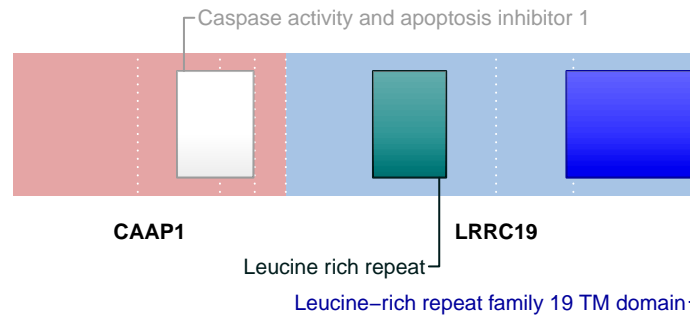 Caspase activity and apoptosis inhibitor 1
CAAP1
LRRC19
Leucine rich repeat
Leucine−rich repeat family 19 TM domain